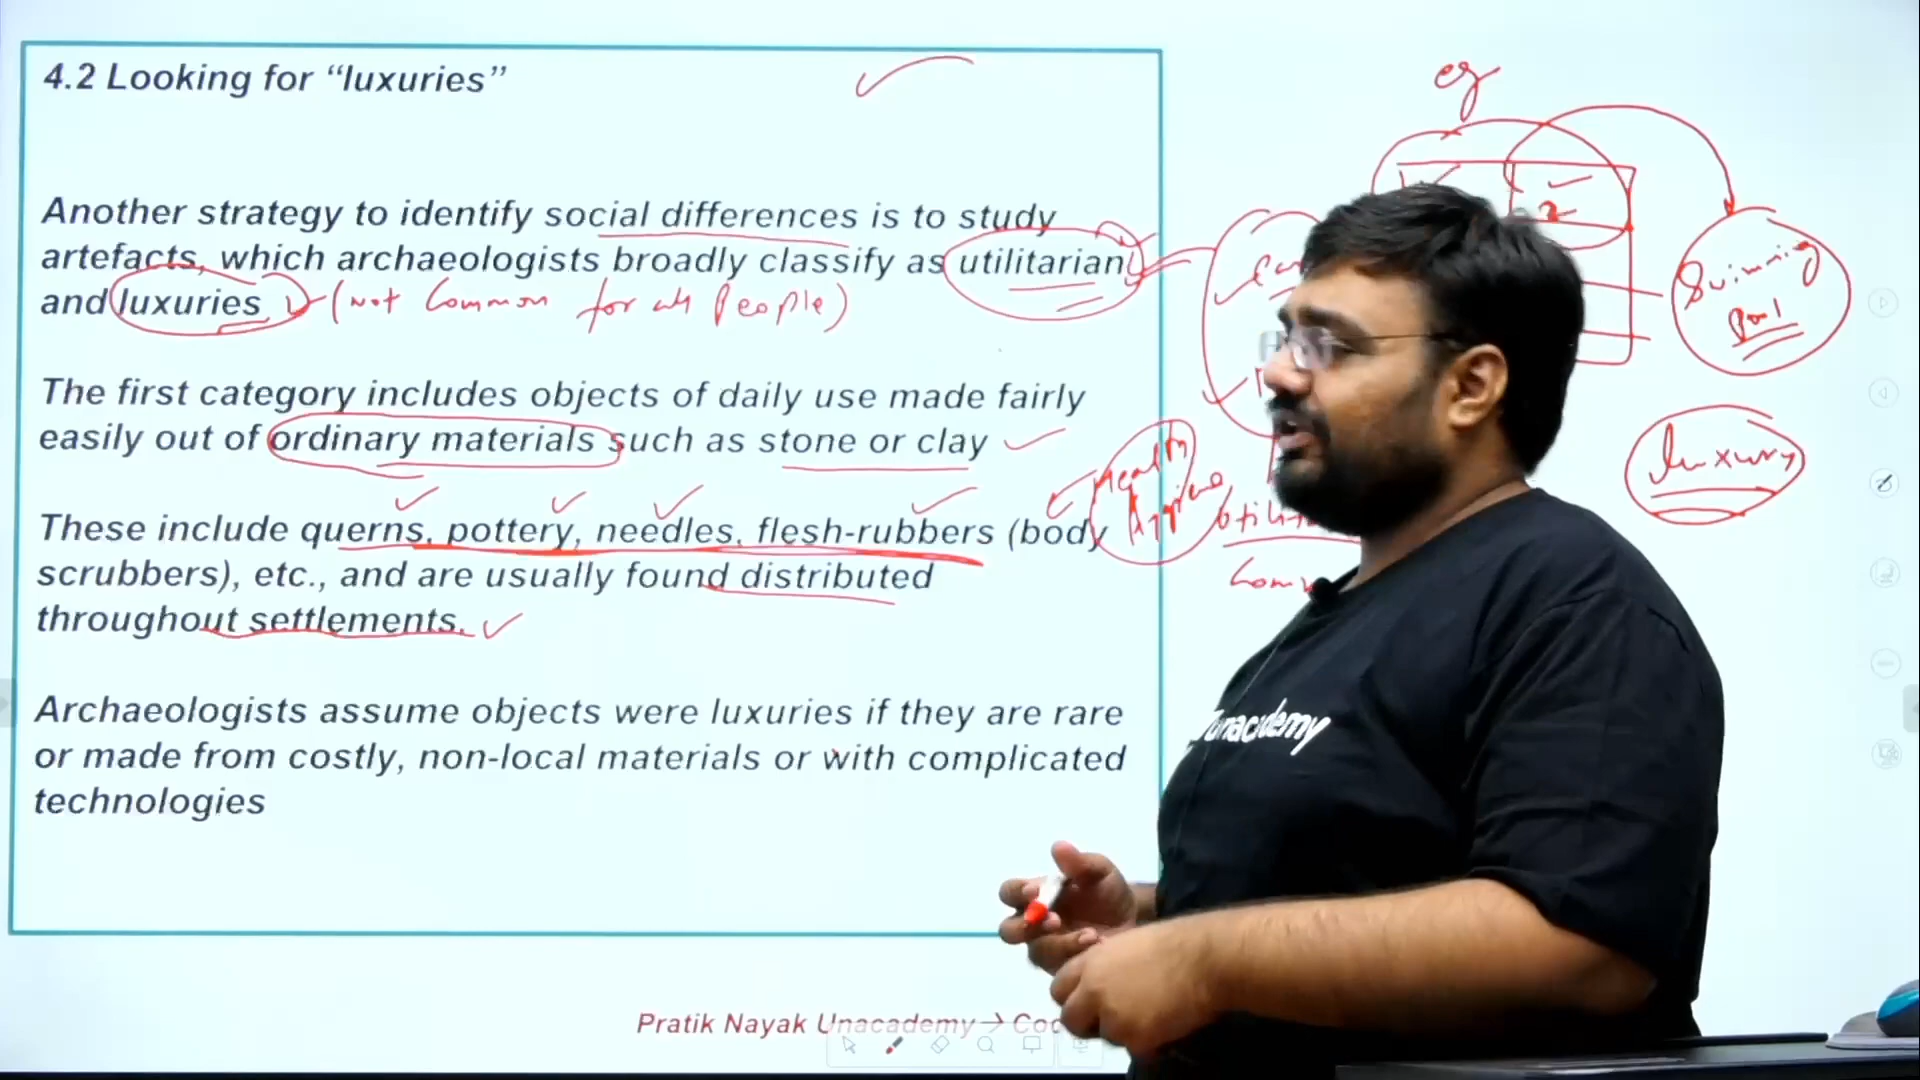 4.2 Looking for “luxuries”
eg
Another strategy to identify social differences is to study
artefacts, which archaeologists broadly classify as utilitarian
and luxuries (not Common for all People)
Swimming
Pool
The first category includes objects of daily use made fairly
easily out of ordinary materials such as stone or clay
luxury
Health
Hygiene
These include querns, pottery, needles, flesh-rubbers (body
scrubbers), etc., and are usually found distributed
throughout settlements.
Archaeologists assume objects were luxuries if they are rare
or made from costly, non-local materials or with complicated
technologies
unacademy
Pratik Nayak Unacademy→